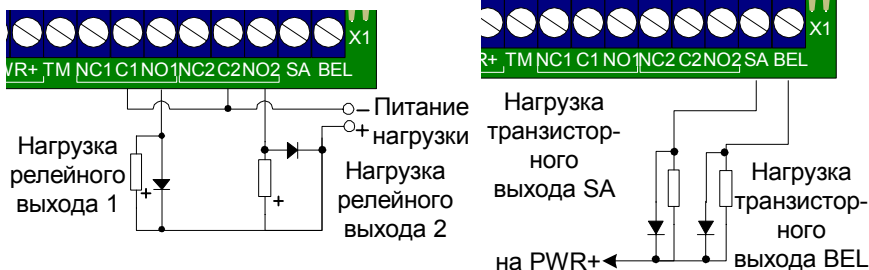 X1
WR+ TM NC1 C1 NO1 NC2 C2 NO2 SA BEL
– Питание
+ нагрузки
Нагрузка
релейного
выхода 1
+
+
Нагрузка
релейного
выхода 2
X1
R+ TM NC1 C1 NO1 NC2 C2 NO2 SA BEL
Нагрузка
транзистор-
ного
выхода SA
Нагрузка
транзистор-
ного
выхода BEL
на PWR+